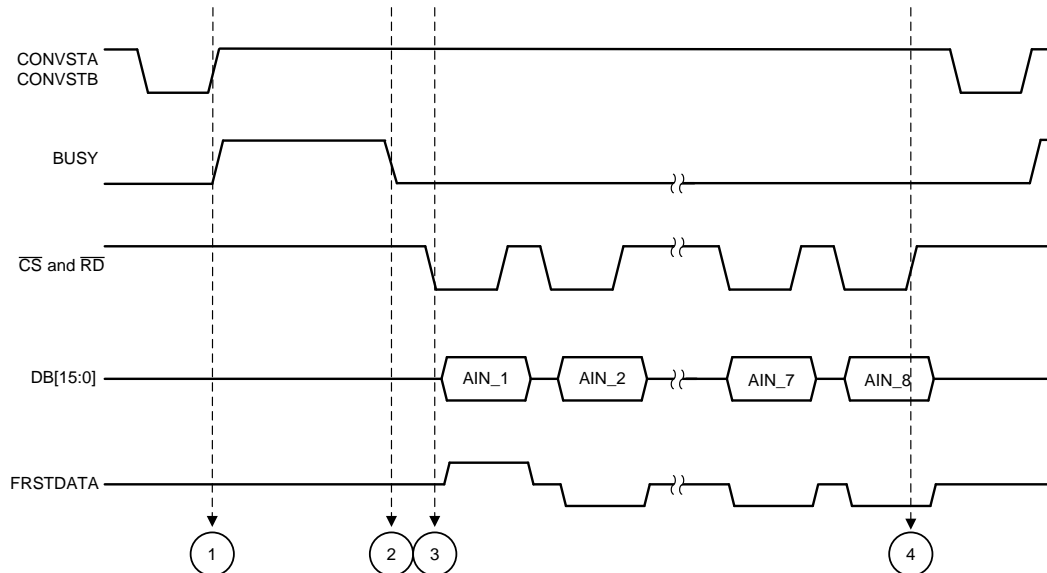 CONVSTA
CONVSTB
BUSY
CS and RD
DB[15:0]
AIN_1 AIN_2 AIN_7 AIN_8
FRSTDATA
1 2 3 4